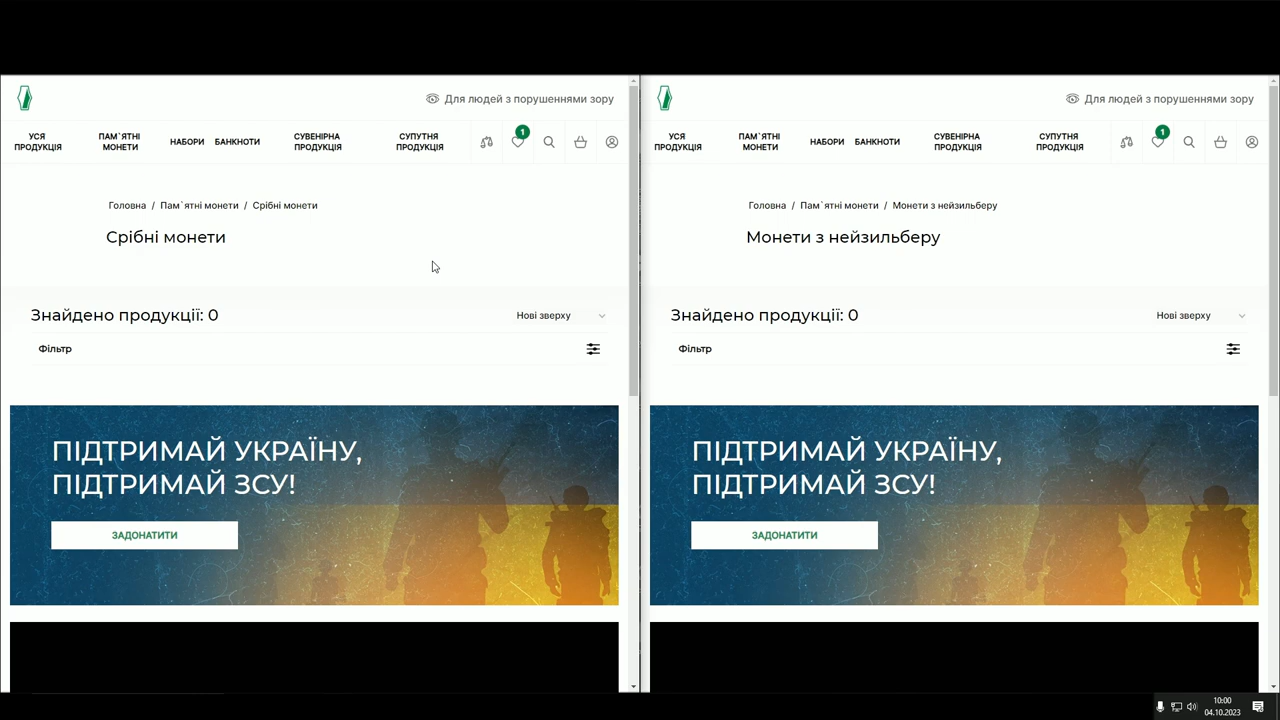 Для людей з порушеннями зору
УСЯ ПРОДУКЦІЯ
ПАМ`ЯТНІ МОНЕТИ
НАБОРИ
БАНКНОТИ
СУВЕНІРНА ПРОДУКЦІЯ
СУПУТНЯ ПРОДУКЦІЯ
1
Головна / Пам`ятні монети / Срібні монети
Срібні монети
Знайдено продукції: 0
Нові зверху
Фільтр
ПІДТРИМАЙ УКРАЇНУ,
ПІДТРИМАЙ ЗСУ!
ЗАДОНАТИТИ
Для людей з порушеннями зору
УСЯ ПРОДУКЦІЯ
ПАМ`ЯТНІ МОНЕТИ
НАБОРИ
БАНКНОТИ
СУВЕНІРНА ПРОДУКЦІЯ
СУПУТНЯ ПРОДУКЦІЯ
1
Головна / Пам`ятні монети / Монети з нейзильберу
Монети з нейзильберу
Знайдено продукції: 0
Нові зверху
Фільтр
ПІДТРИМАЙ УКРАЇНУ,
ПІДТРИМАЙ ЗСУ!
ЗАДОНАТИТИ
10:00
04.10.2023